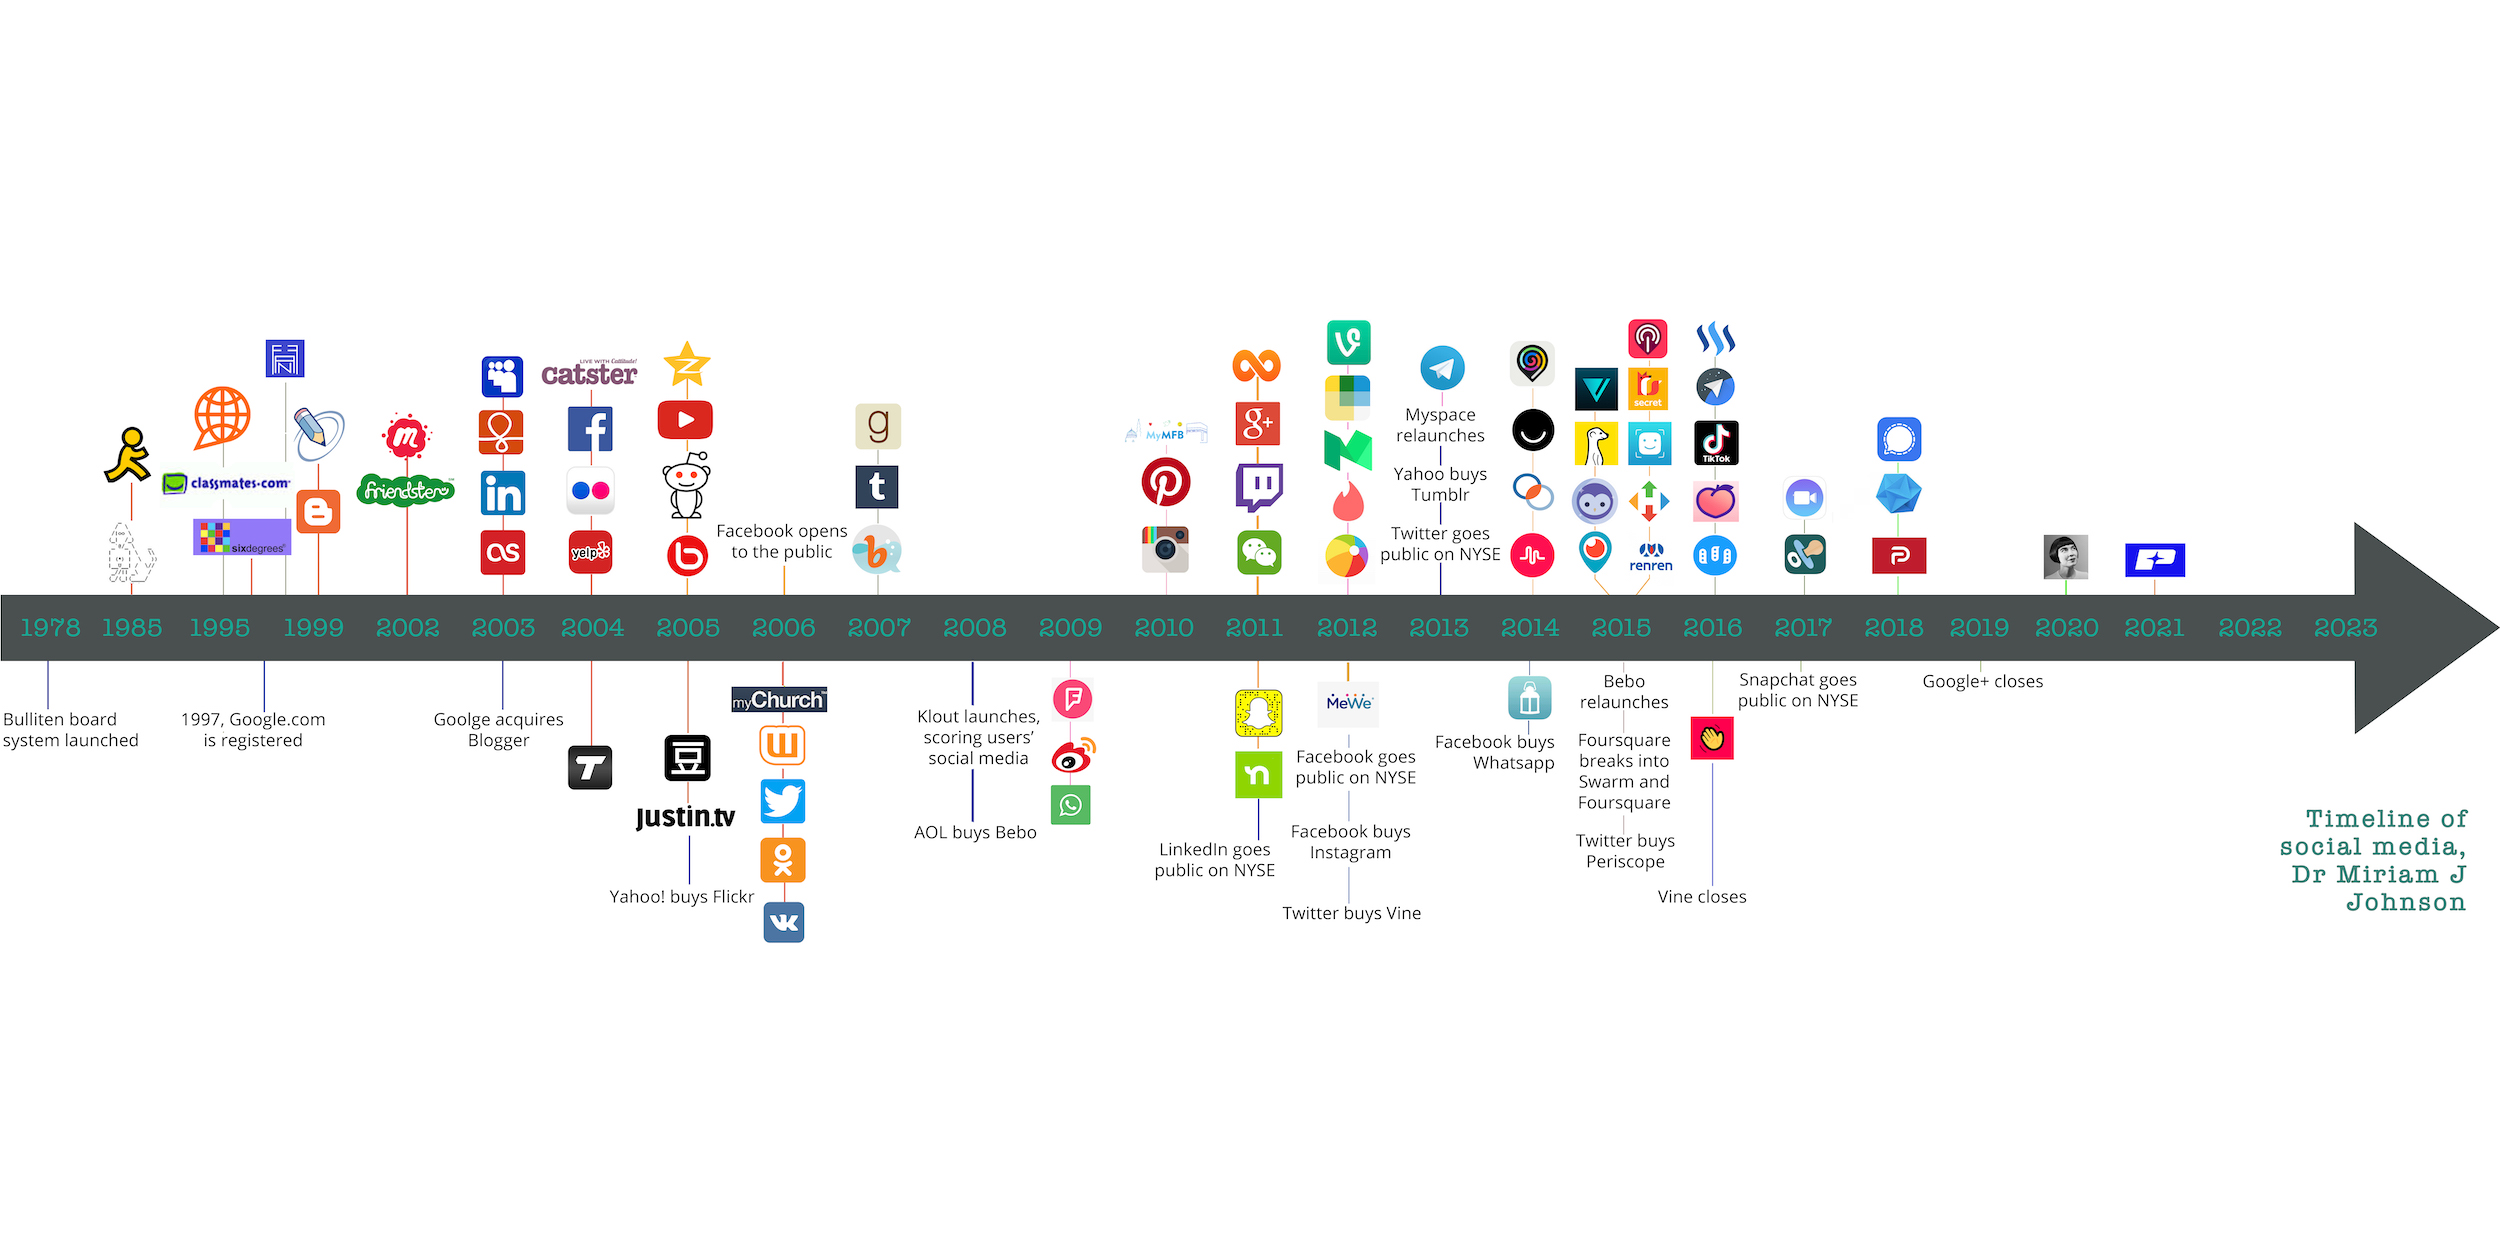 LIVE WITH Cattitude!
catster
classmates.com
sixdegrees
m
friendster
in
as
f
yelp
b
Facebook opens
to the public
g
t
b
MyMFB
g+
Myspace
relaunches
Yahoo buys
Tumblr
Twitter goes
public on NYSE
secret
renren
TikTok
1978 1985 1995 1999 2002 2003 2004 2005 2006 2007 2008 2009 2010 2011 2012 2013 2014 2015 2016 2017 2018 2019 2020 2021 2022 2023
Bulliten board
system launched
1997, Google.com
is registered
Goolge acquires
Blogger
T
justin.tv
Yahoo! buys Flickr
myChurch
Klout launches,
scoring users’
social media
AOL buys Bebo
n
LinkedIn goes
public on NYSE
MeWe
Facebook goes
public on NYSE
Facebook buys
Instagram
Twitter buys Vine
Facebook buys
Whatsapp
Bebo
relaunches
Foursquare
breaks into
Swarm and
Foursquare
Twitter buys
Periscope
Vine closes
Snapchat goes
public on NYSE
Google+ closes
Timeline of
social media,
Dr Miriam J
Johnson